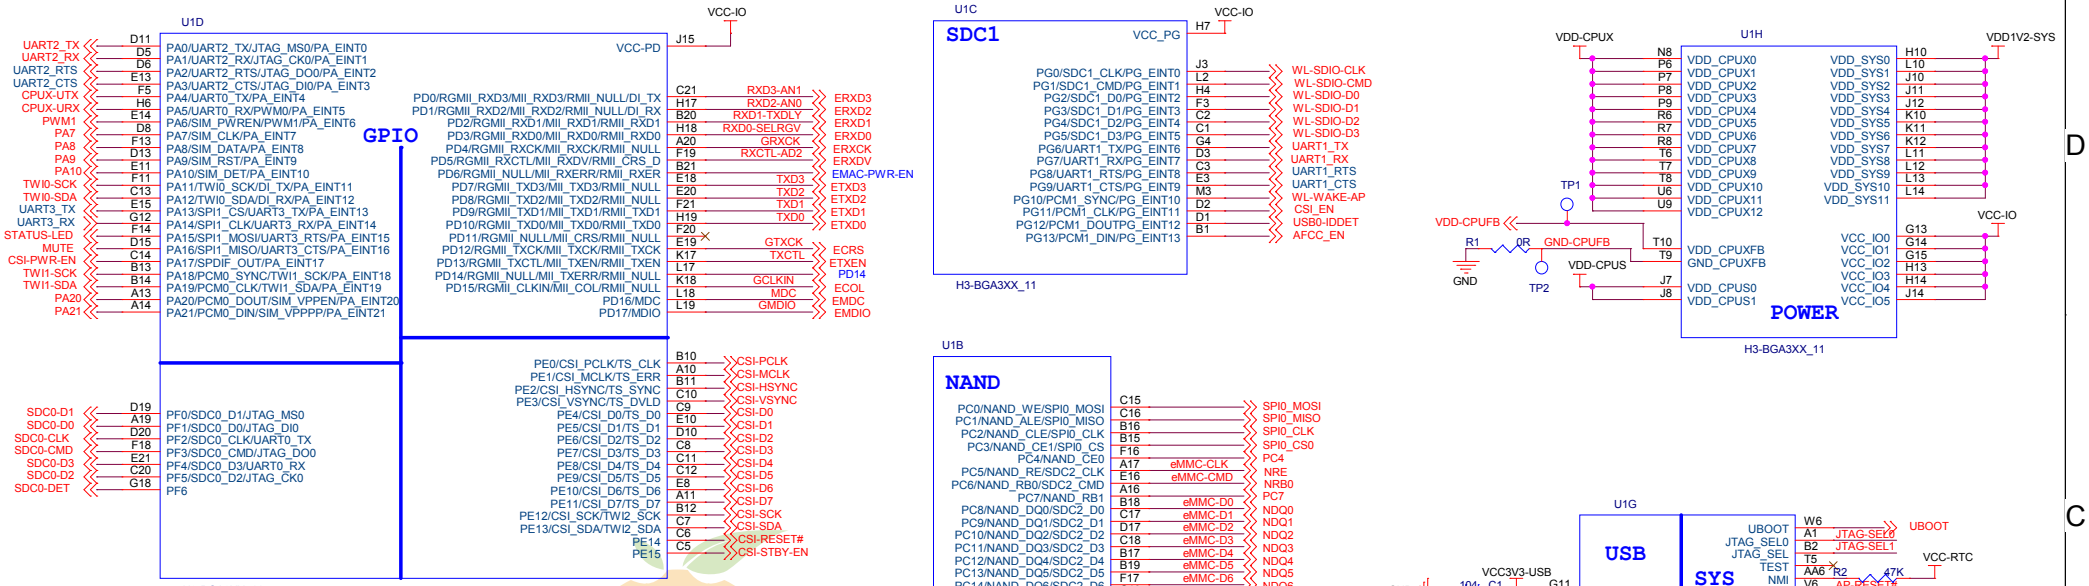 U1D
VCC-IO
UART2_TX D11 PA0/UART2_TX/JTAG_MS0/PA_EINT0
UART2_RX D5 PA1/UART2_RX/JTAG_CK0/PA_EINT1
UART2_RTS D6 PA2/UART2_RTS/JTAG_DO0/PA_EINT2
UART2_CTS E13 PA3/UART2_CTS/JTAG_DI0/PA_EINT3
CPUX-UTX F5 PA4/UART0_TX/PA_EINT4
CPUX-URX H6 PA5/UART0_RX/PWM0/PA_EINT5
PWM1 E14 PA6/SIM_PWREN/PWM1/PA_EINT6
PA7 D8 PA7/SIM_CLK/PA_EINT7
PA8 F13 PA8/SIM_DATA/PA_EINT8
PA9 D13 PA9/SIM_RST/PA_EINT9
PA10 E11 PA10/SIM_DET/PA_EINT10
TWI0-SCK F11 PA11/TWI0_SCK/DI_TX/PA_EINT11
TWI0-SDA C13 PA12/TWI0_SDA/DI_RX/PA_EINT12
UART3_TX E15 PA13/SPI1_CS/UART3_TX/PA_EINT13
UART3_RX G12 PA14/SPI1_CLK/UART3_RX/PA_EINT14
STATUS-LED F14 PA15/SPI1_MOSI/UART3_RTS/PA_EINT15
MUTE D15 PA16/SPI1_MISO/UART3_CTS/PA_EINT16
CSI-PWR-EN C14 PA17/SPDIF_OUT/PA_EINT17
TWI1-SCK B13 PA18/PCM0_SYNC/TWI1_SCK/PA_EINT18
TWI1-SDA B14 PA19/PCM0_CLK/TWI1_SDA/PA_EINT19
PA20 A13 PA20/PCM0_DOUT/SIM_VPPEN/PA_EINT20
PA21 A14 PA21/PCM0_DIN/SIM_VPPPP/PA_EINT21
GPIO
VCC-PD J15
PD0/RGMII_RXD3/MII_RXD3/RMII_NULL/DI_TX C21 RXD3-AN1 ERXD3
PD1/RGMII_RXD2/MII_RXD2/RMII_NULL/DI_RX H17 RXD2-AN0 ERXD2
PD2/RGMII_RXD1/MII_RXD1/RMII_RXD1 B20 RXD1-TXDLY ERXD1
PD3/RGMII_RXD0/MII_RXD0/RMII_RXD0 H18 RXD0-SELRGV ERXD0
PD4/RGMII_RXCK/MII_RXCK/RMII_NULL A20 GRXCK ERXCK
PD5/RGMII_RXCTL/MII_RXDV/RMII_CRS_D F19 RXCTL-AD2 ERXDV
PD6/RGMII_NULL/MII_RXERR/RMII_RXER B21 EMAC-PWR-EN
PD7/RGMII_TXD3/MII_TXD3/RMII_NULL E18 TXD3 ETXD3
PD8/RGMII_TXD2/MII_TXD2/RMII_NULL E20 TXD2 ETXD2
PD9/RGMII_TXD1/MII_TXD1/RMII_TXD1 F21 TXD1 ETXD1
PD10/RGMII_TXD0/MII_TXD0/RMII_TXD0 H19 TXD0 ETXD0
PD11/RGMII_NULL/MII_CRS/RMII_NULL F20
PD12/RGMII_TXCK/MII_TXCK/RMII_TXCK E19 GTXCK ECRS
PD13/RGMII_TXCTL/MII_TXEN/RMII_TXEN K17 TXCTL ETXEN
PD14/RGMII_NULL/MII_TXERR/RMII_NULL L17 PD14
PD15/RGMII_CLKIN/MII_COL/RMII_NULL K18 GCLKIN ECOL
PD16/MDC L18 MDC EMDC
PD17/MDIO L19 GMDIO EMDIO
PE0/CSI_PCLK/TS_CLK B10 CSI-PCLK
PE1/CSI_MCLK/TS_ERR A10 CSI-MCLK
PE2/CSI_HSYNC/TS_SYNC B11 CSI-HSYNC
PE3/CSI_VSYNC/TS_DVLD C10 CSI-VSYNC
PE4/CSI_D0/TS_D0 C9 CSI-D0
PE5/CSI_D1/TS_D1 E10 CSI-D1
PE6/CSI_D2/TS_D2 D10 CSI-D2
PE7/CSI_D3/TS_D3 C8 CSI-D3
PE8/CSI_D4/TS_D4 C11 CSI-D4
PE9/CSI_D5/TS_D5 C12 CSI-D5
PE10/CSI_D6/TS_D6 E8 CSI-D6
PE11/CSI_D7/TS_D7 A11 CSI-D7
PE12/CSI_SCK/TWI2_SCK B12 CSI-SCK
PE13/CSI_SDA/TWI2_SDA C7 CSI-SDA
PE14 C6 CSI-RESET#
PE15 C5 CSI-STBY-EN
SDC0-D1 D19 PF0/SDC0_D1/JTAG_MS0
SDC0-D0 A19 PF1/SDC0_D0/JTAG_DI0
SDC0-CLK D20 PF2/SDC0_CLK/UART0_TX
SDC0-CMD F18 PF3/SDC0_CMD/JTAG_DO0
SDC0-D3 E21 PF4/SDC0_D3/UART0_RX
SDC0-D2 C20 PF5/SDC0_D2/JTAG_CK0
SDC0-DET G18 PF6
U1C
SDC1
VCC-IO
VCC_PG H7
PG0/SDC1_CLK/PG_EINT0 J3 WL-SDIO-CLK
PG1/SDC1_CMD/PG_EINT1 L2 WL-SDIO-CMD
PG2/SDC1_D0/PG_EINT2 H4 WL-SDIO-D0
PG3/SDC1_D1/PG_EINT3 F3 WL-SDIO-D1
PG4/SDC1_D2/PG_EINT4 C2 WL-SDIO-D2
PG5/SDC1_D3/PG_EINT5 C1 WL-SDIO-D3
PG6/UART1_TX/PG_EINT6 G4 UART1_TX
PG7/UART1_RX/PG_EINT7 D3 UART1_RX
PG8/UART1_RTS/PG_EINT8 C3 UART1_RTS
PG9/UART1_CTS/PG_EINT9 E3 UART1_CTS
PG10/PCM1_SYNC/PG_EINT10 M3 WL-WAKE-AP
PG11/PCM1_CLK/PG_EINT11 D2 CSI_EN
PG12/PCM1_DOUTPG_EINT12 D1 USB0-IDDET
PG13/PCM1_DIN/PG_EINT13 B1 AFCC_EN
H3-BGA3XX_11
U1B
NAND
PC0/NAND_WE/SPI0_MOSI C15 SPI0_MOSI
PC1/NAND_ALE/SPI0_MISO C16 SPI0_MISO
PC2/NAND_CLE/SPI0_CLK B16 SPI0_CLK
PC3/NAND_CE1/SPI0_CS B15 SPI0_CS0
PC4/NAND_CE0 F16 PC4
PC5/NAND_RE/SDC2_CLK A17 eMMC-CLK NRE
PC6/NAND_RB0/SDC2_CMD E16 eMMC-CMD NRB0
PC7/NAND_RB1 A16 PC7
PC8/NAND_DQ0/SDC2_D0 B18 eMMC-D0 NDQ0
PC9/NAND_DQ1/SDC2_D1 C17 eMMC-D1 NDQ1
PC10/NAND_DQ2/SDC2_D2 D17 eMMC-D2 NDQ2
PC11/NAND_DQ3/SDC2_D3 C18 eMMC-D3 NDQ3
PC12/NAND_DQ4/SDC2_D4 B17 eMMC-D4 NDQ4
PC13/NAND_DQ5/SDC2_D5 B19 eMMC-D5 NDQ5
F17 eMMC-D6
U1H
VDD-CPUX
VDD1V2-SYS
N8 VDD_CPUX0 VDD_SYS0 H10
P6 VDD_CPUX1 VDD_SYS1 L10
P7 VDD_CPUX2 VDD_SYS2 J10
P8 VDD_CPUX3 VDD_SYS3 J11
P9 VDD_CPUX4 VDD_SYS4 J12
R6 VDD_CPUX5 VDD_SYS5 K10
R7 VDD_CPUX6 VDD_SYS6 K11
R8 VDD_CPUX7 VDD_SYS7 K12
T6 VDD_CPUX8 VDD_SYS8 L11
T7 VDD_CPUX9 VDD_SYS9 L12
T8 VDD_CPUX10 VDD_SYS10 L13
U6 VDD_CPUX11 VDD_SYS11 L14
U9 VDD_CPUX12
TP1
VDD-CPUFB
VCC-IO
R1 0R GND-CPUFB
T10 VDD_CPUXFB
T9 GND_CPUXFB
GND
TP2
VDD-CPUS
J7 VDD_CPUS0
J8 VDD_CPUS1
VCC_IO0 G13
VCC_IO1 G14
VCC_IO2 G15
VCC_IO3 H13
VCC_IO4 H14
VCC_IO5 J14
POWER
H3-BGA3XX_11
D
C
U1G
USB
SYS
UBOOT W6 UBOOT
JTAG_SEL0 A1 JTAG-SEL0
JTAG_SEL B2 JTAG-SEL1
TEST T5
NMI AA6 R2 47K
VCC-RTC
V6 AP-RESET#
VCC3V3-USB
104 C1 G11